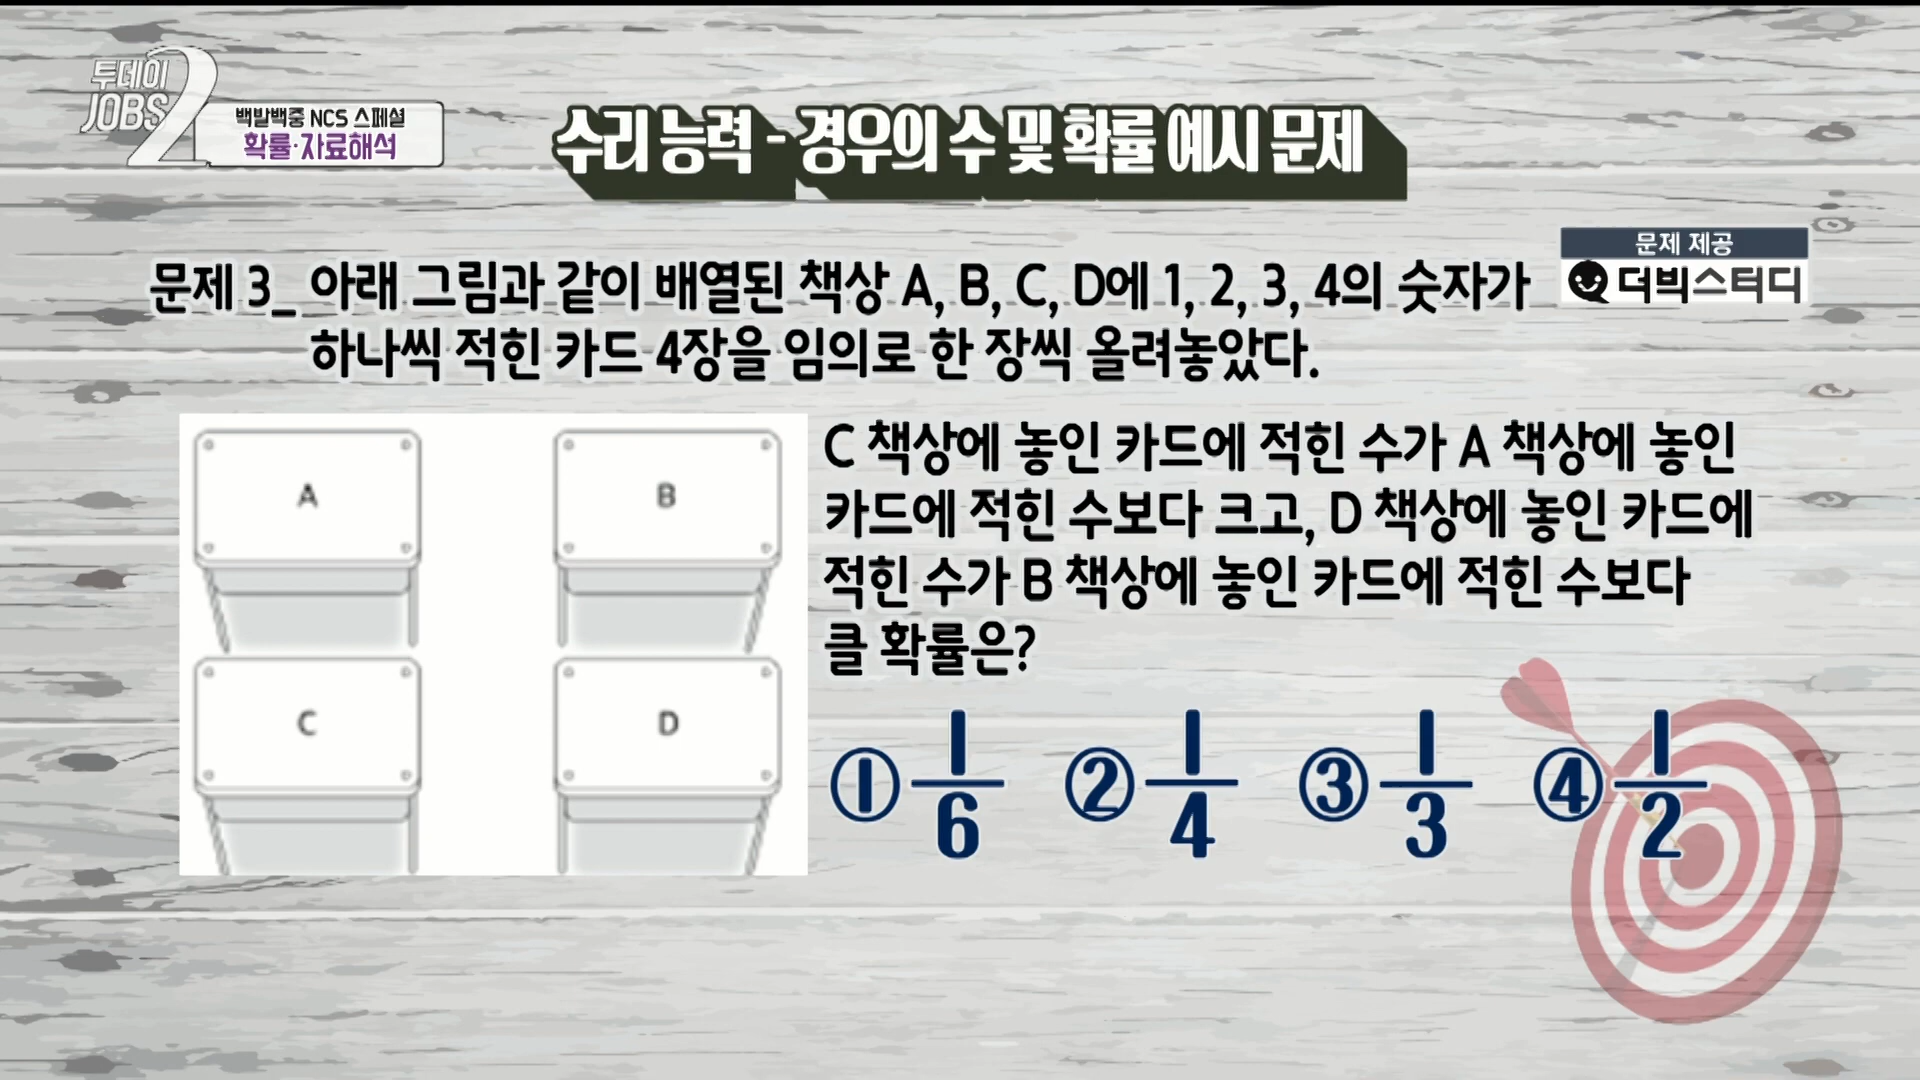 투데이
JOBS 2
백발백중 NCS 스페셜
확률·자료해석
수리 능력 - 경우의 수 및 확률 예시 문제
문제 제공
더빅스터디
문제 3_ 아래 그림과 같이 배열된 책상 A, B, C, D에 1, 2, 3, 4의 숫자가
하나씩 적힌 카드 4장을 임의로 한 장씩 올려놓았다.
A
B
C
D
C 책상에 놓인 카드에 적힌 수가 A 책상에 놓인
카드에 적힌 수보다 크고, D 책상에 놓인 카드에
적힌 수가 B 책상에 놓인 카드에 적힌 수보다
클 확률은?
① 1/6 ② 1/4 ③ 1/3 ④ 1/2